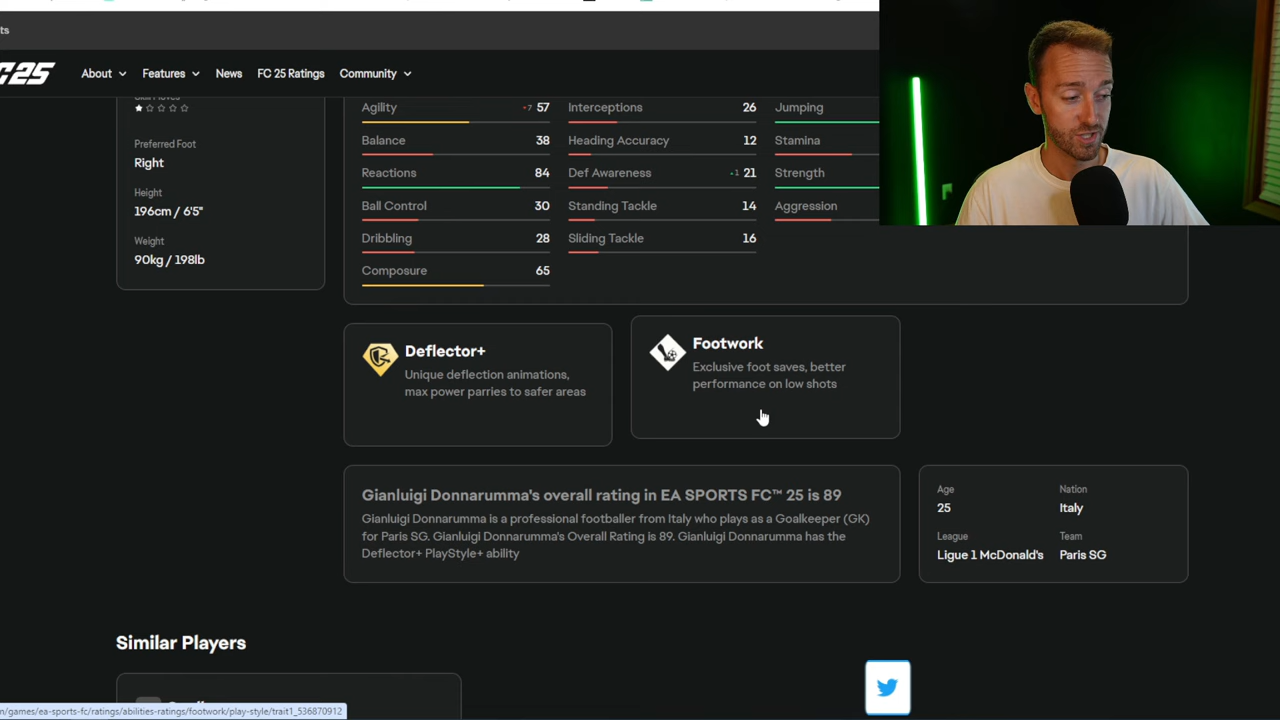 ts
C25
About
Features
News
FC 25 Ratings
Community
Agility
7 57
Interceptions
26
Jumping
Preferred Foot
Right
Balance
38
Heading Accuracy
12
Stamina
Reactions
84
Def Awareness
1 21
Strength
Height
196cm / 6'5"
Ball Control
30
Standing Tackle
14
Aggression
Weight
90kg / 198lb
Dribbling
28
Sliding Tackle
16
Composure
65
Deflector+
Unique deflection animations,
max power parries to safer areas
Footwork
Exclusive foot saves, better
performance on low shots
Gianluigi Donnarumma's overall rating in EA SPORTS FC™ 25 is 89
Gianluigi Donnarumma is a professional footballer from Italy who plays as a Goalkeeper (GK)
for Paris SG. Gianluigi Donnarumma's Overall Rating is 89. Gianluigi Donnarumma has the
Deflector+ PlayStyle+ ability
Age
25
Nation
Italy
League
Ligue 1 McDonald's
Team
Paris SG
Similar Players
m/games/ea-sports-fc/ratings/abilities-ratings/footwork/play-style/trait1_536870912